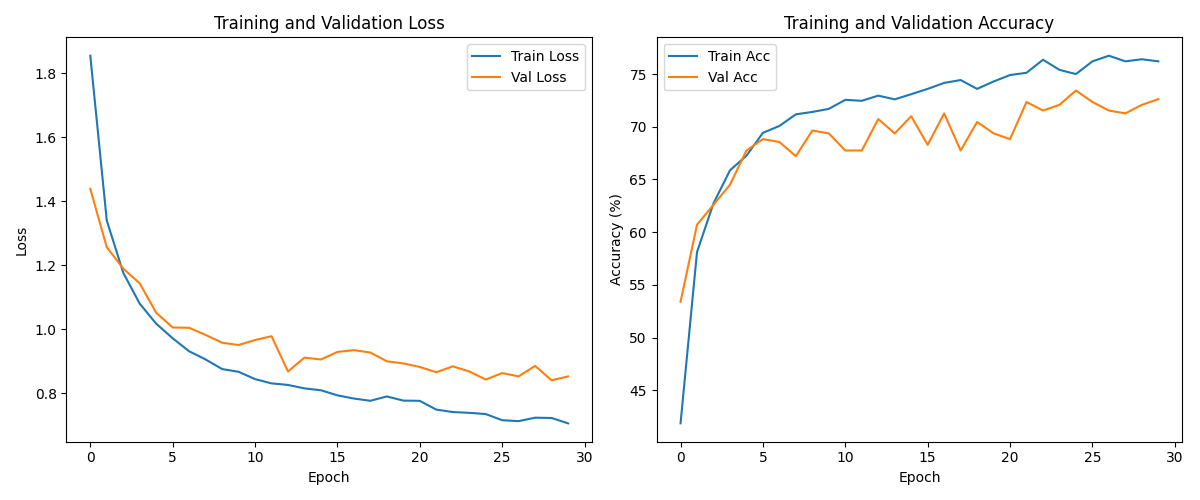 Training and Validation Loss
Train Loss
Val Loss
1.8
1.6
1.4
1.2
1.0
0.8
Loss
0 5 10 15 20 25 30
Epoch
Training and Validation Accuracy
Train Acc
Val Acc
75
70
65
60
55
50
45
Accuracy (%)
0 5 10 15 20 25 30
Epoch